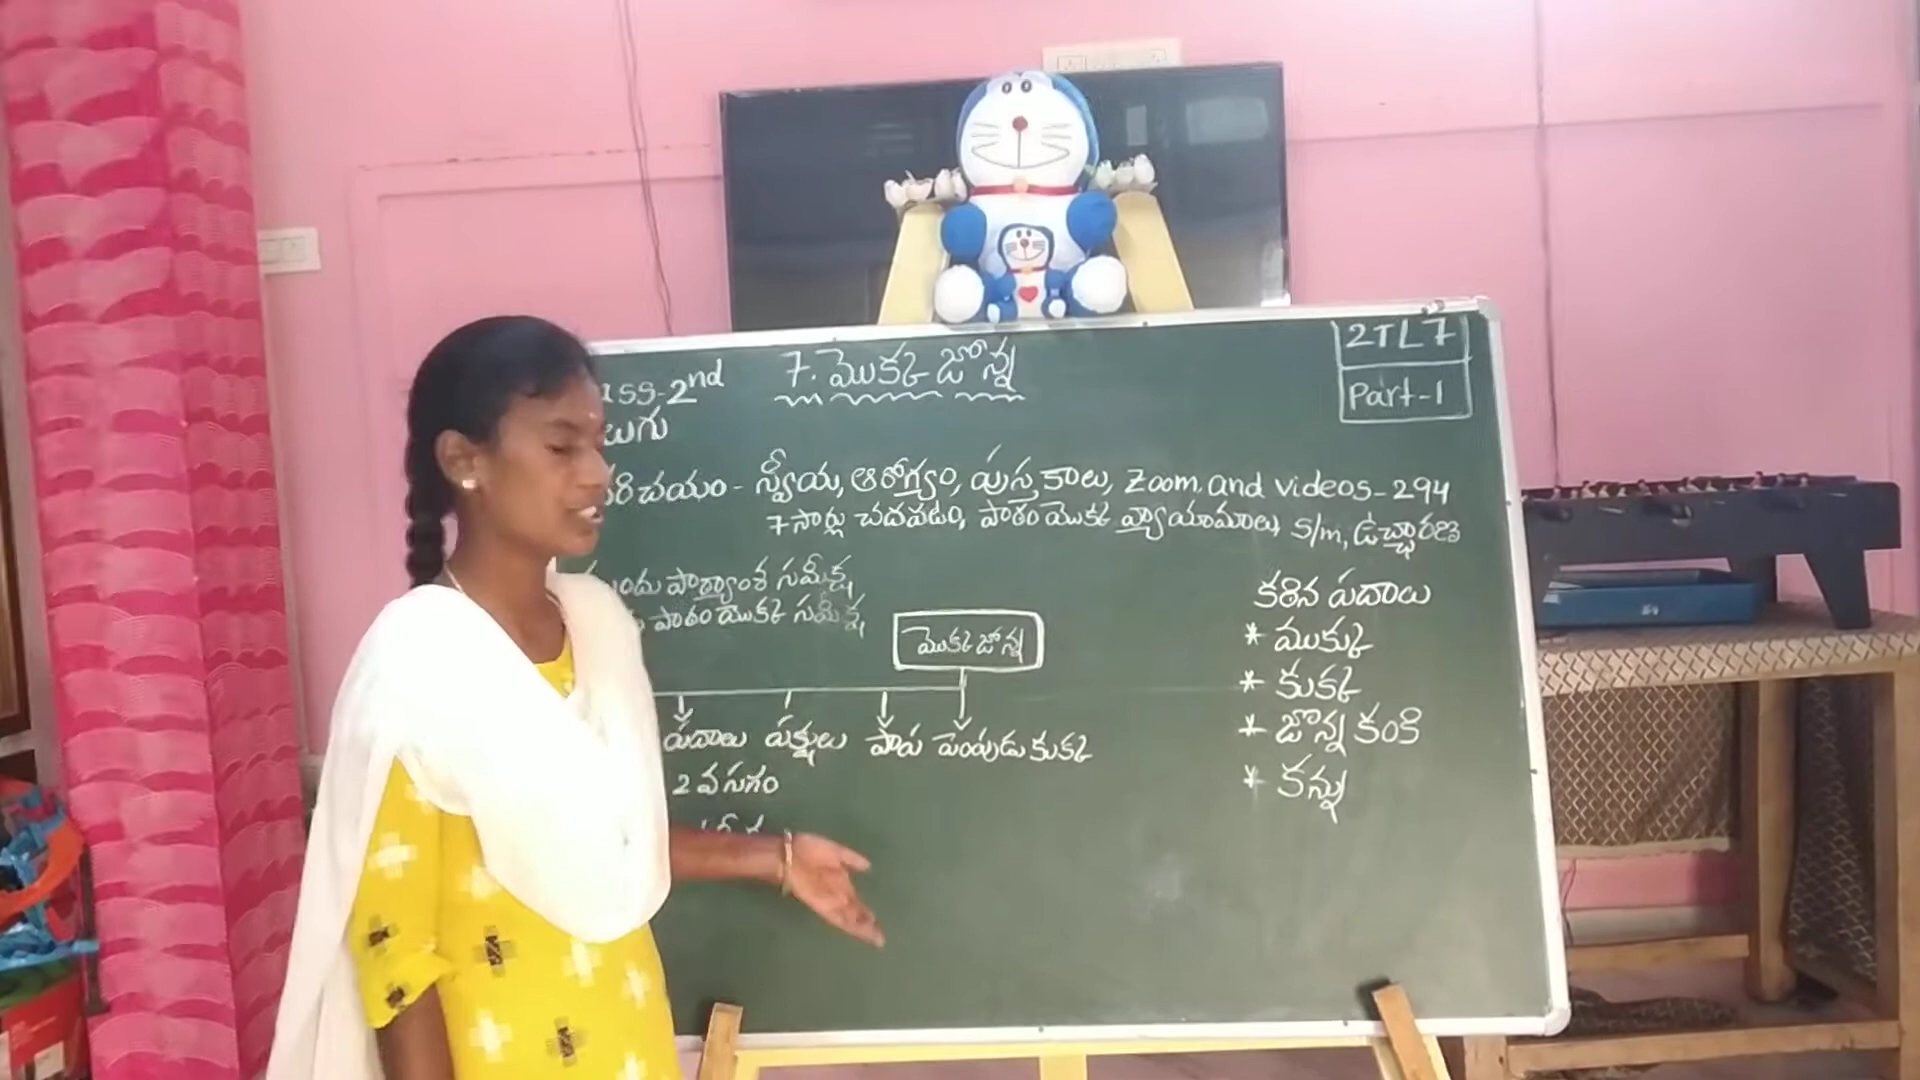 7. మొక్క జొన్న
2TL7
Part-1
ss-2nd
లుగు
రిచయం - స్వీయ, ఆరోగ్యం, పుస్తకాలు, Zoom and videos-294
7 సార్లు చదవడం, పాఠం మొక్క వ్యాయామాలు, S/m, ఉచ్ఛారణ
ందు పాఠ్యాంశ సమీక్ష
పాఠం యొక్క సమీక్ష
మొక్క జొన్న
పదాలు పక్షులు పాప పెంపుడు కుక్క
2 వ సగం
కఠిన పదాలు
* ముక్కు
* కుక్క
* జొన్న కంకి
* కన్ను